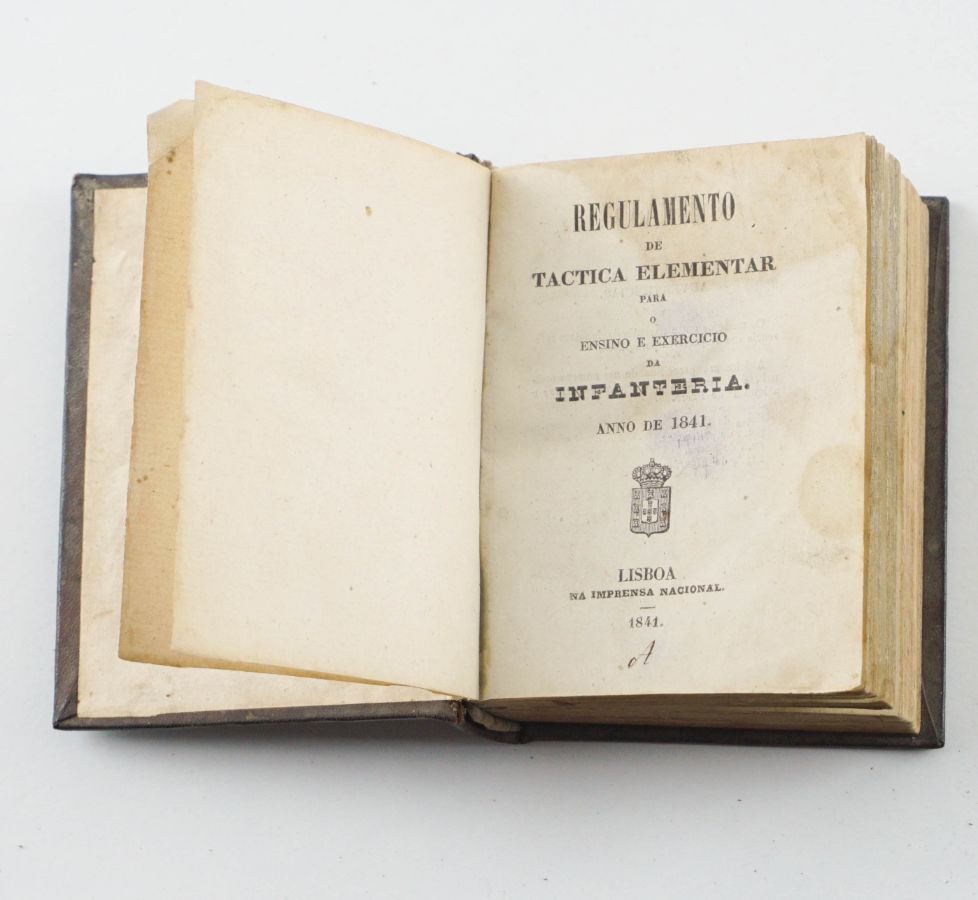 REGULAMENTO
DE
TACTICA ELEMENTAR
PARA
O
ENSINO E EXERCICIO
DA
INFANTERIA.
ANNO DE 1841.
LISBOA
NA IMPRENSA NACIONAL.
1841.
A